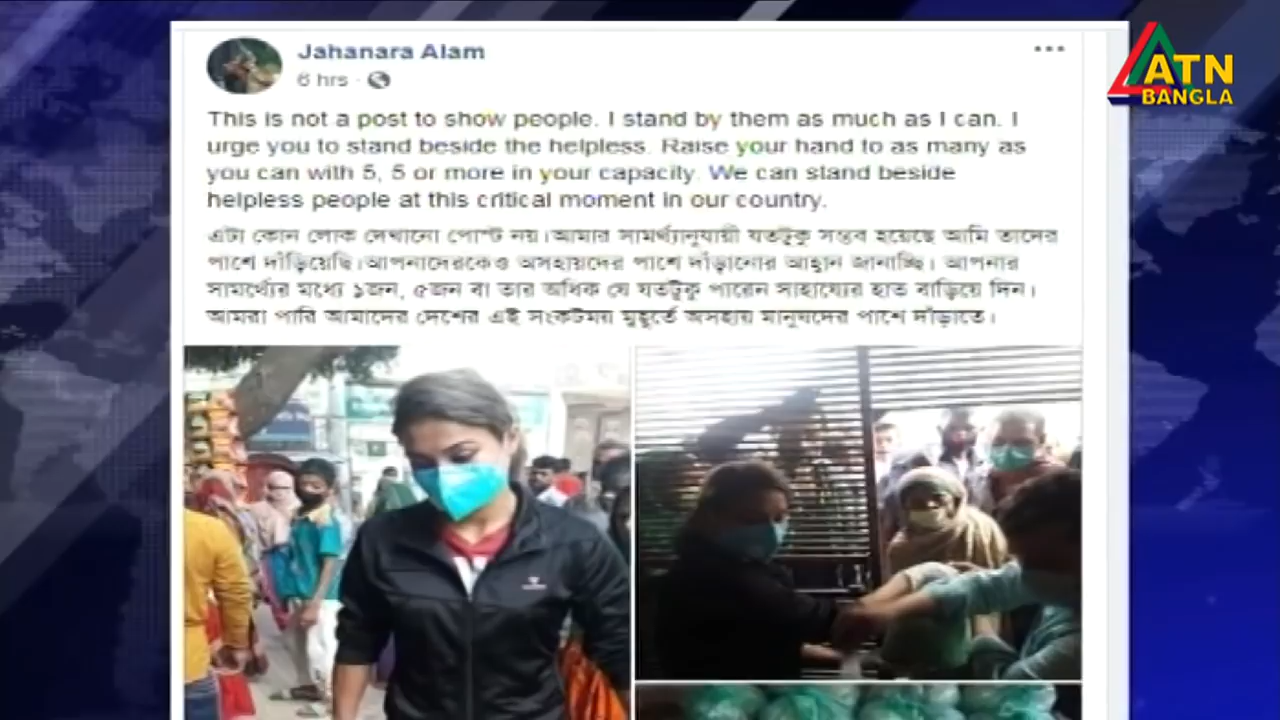 Jahanara Alam
6 hrs ·
This is not a post to show people. I stand by them as much as I can. I
urge you to stand beside the helpless. Raise your hand to as many as
you can with 5, 5 or more in your capacity. We can stand beside
helpless people at this critical moment in our country.
এটা কোন লোক দেখানো পোস্ট নয়।আমার সামর্থ্যানুযায়ী যতটুকু সম্ভব হয়েছে আমি তাদের
পাশে দাঁড়িয়েছি।আপনাদেরকেও অসহায়দের পাশে দাঁড়ানোর আহ্বান জানাচ্ছি। আপনার
সামর্থ্যের মধ্যে ১জন, ৫জন বা তার অধিক যে যতটুকু পারেন সাহায্যের হাত বাড়িয়ে দিন।
আমরা পারি আমাদের দেশের এই সংকটময় মুহূর্তে অসহায় মানুষদের পাশে দাঁড়াতে।
ATN
BANGLA